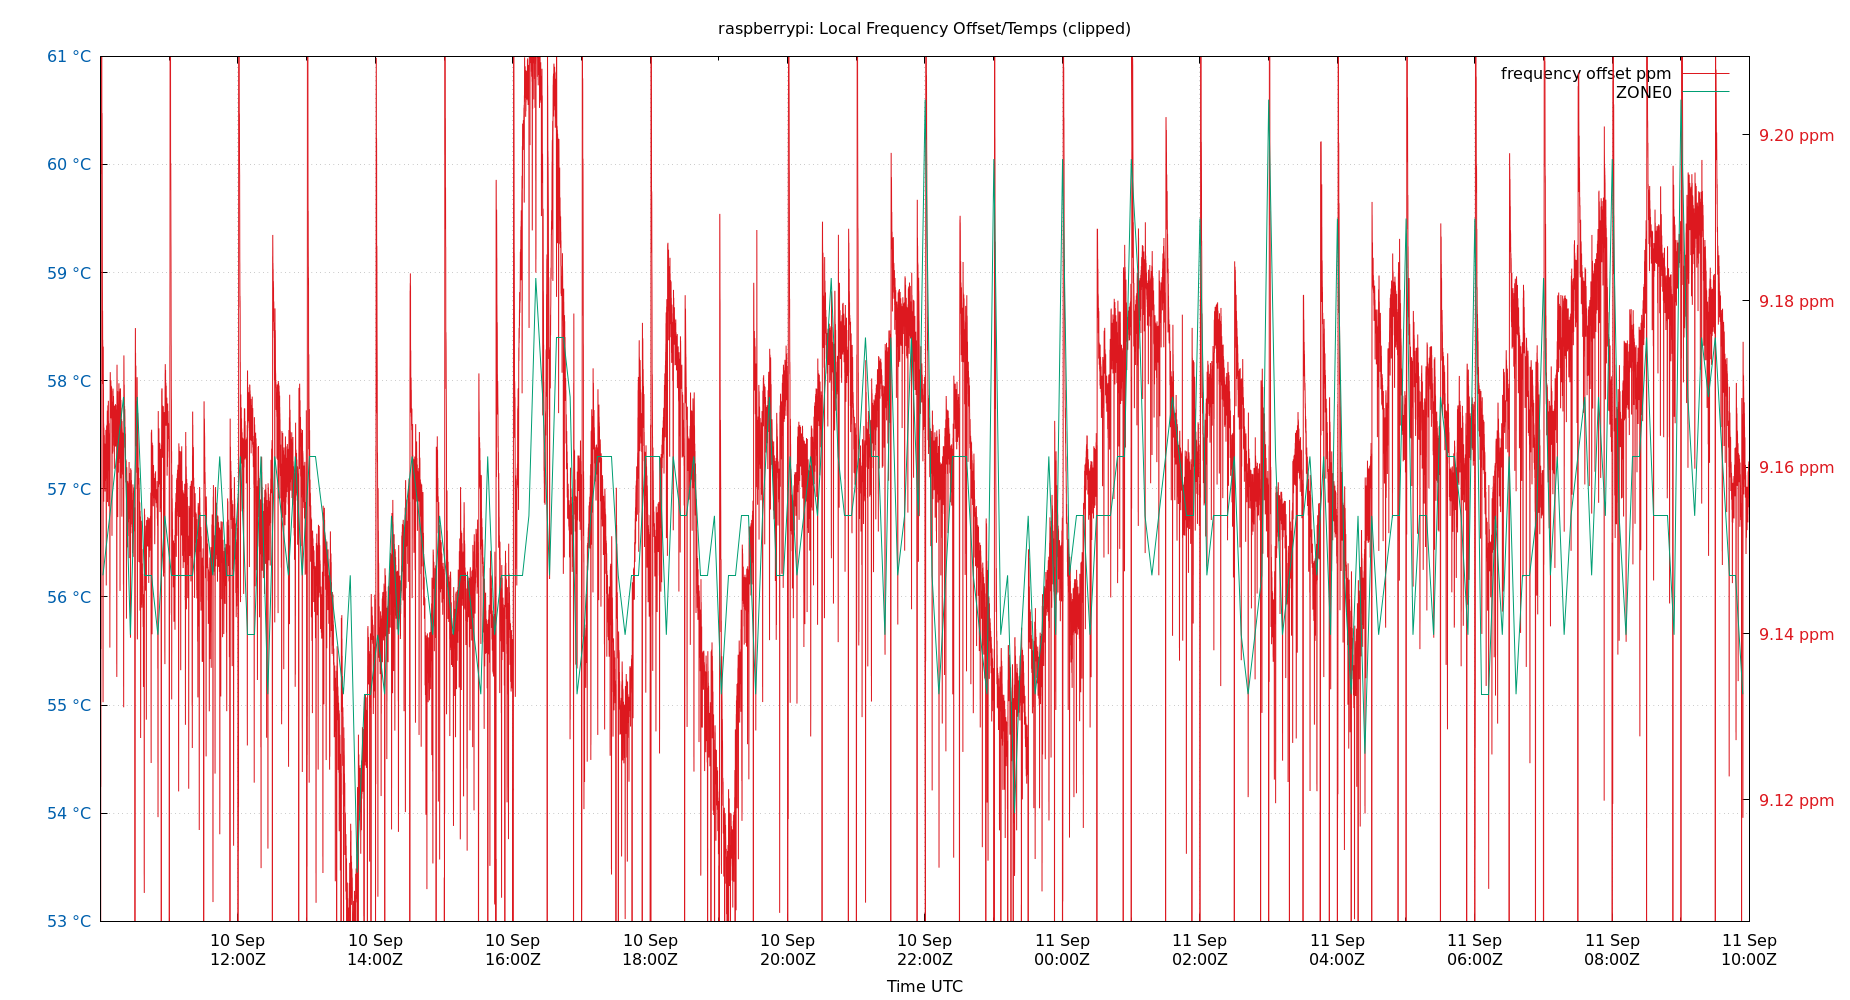 raspberrypi: Local Frequency Offset/Temps (clipped)
61 °C
60 °C
59 °C
58 °C
57 °C
56 °C
55 °C
54 °C
53 °C
frequency offset ppm
ZONE0
9.20 ppm
9.18 ppm
9.16 ppm
9.14 ppm
9.12 ppm
10 Sep 10 Sep 10 Sep 10 Sep 10 Sep 10 Sep 11 Sep 11 Sep 11 Sep 11 Sep 11 Sep 11 Sep
12:00Z 14:00Z 16:00Z 18:00Z 20:00Z 22:00Z 00:00Z 02:00Z 04:00Z 06:00Z 08:00Z 10:00Z
Time UTC